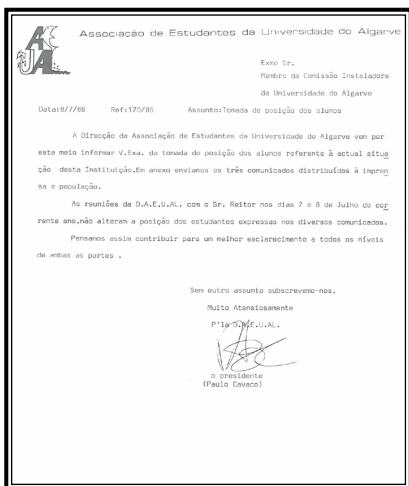 Associação de Estudantes da Universidade do Algarve
Exmo Sr.
Membro da Comissão Instaladora
da Universidade do Algarve
Data:8/7/86 Ref:170/86 Assunto:Tomada de posição dos alunos
A Direcção da Associação de Estudantes da Universidade do Algarve vem por
este meio informar V.Exa. da tomada de posição dos alunos referente à actual situa
ção desta Instituição.Em anexo enviamos os três comunicados distribuídos à impren
sa e população.
As reuniões da D.A.E.U.AL. com o Sr. Reitor nos dias 7 e 8 de Julho do cor
rente ano,não alteram a posição dos estudantes expressas nos diversos comunicados.
Pensamos assim contribuir para um melhor esclarecimento a todos os níveis
de ambas as partes .
Sem outro assunto subscrevemo-nos,
Muito Atensiosamente
P'la D.A.E.U.AL.
o presidente
(Paulo Cavaco)